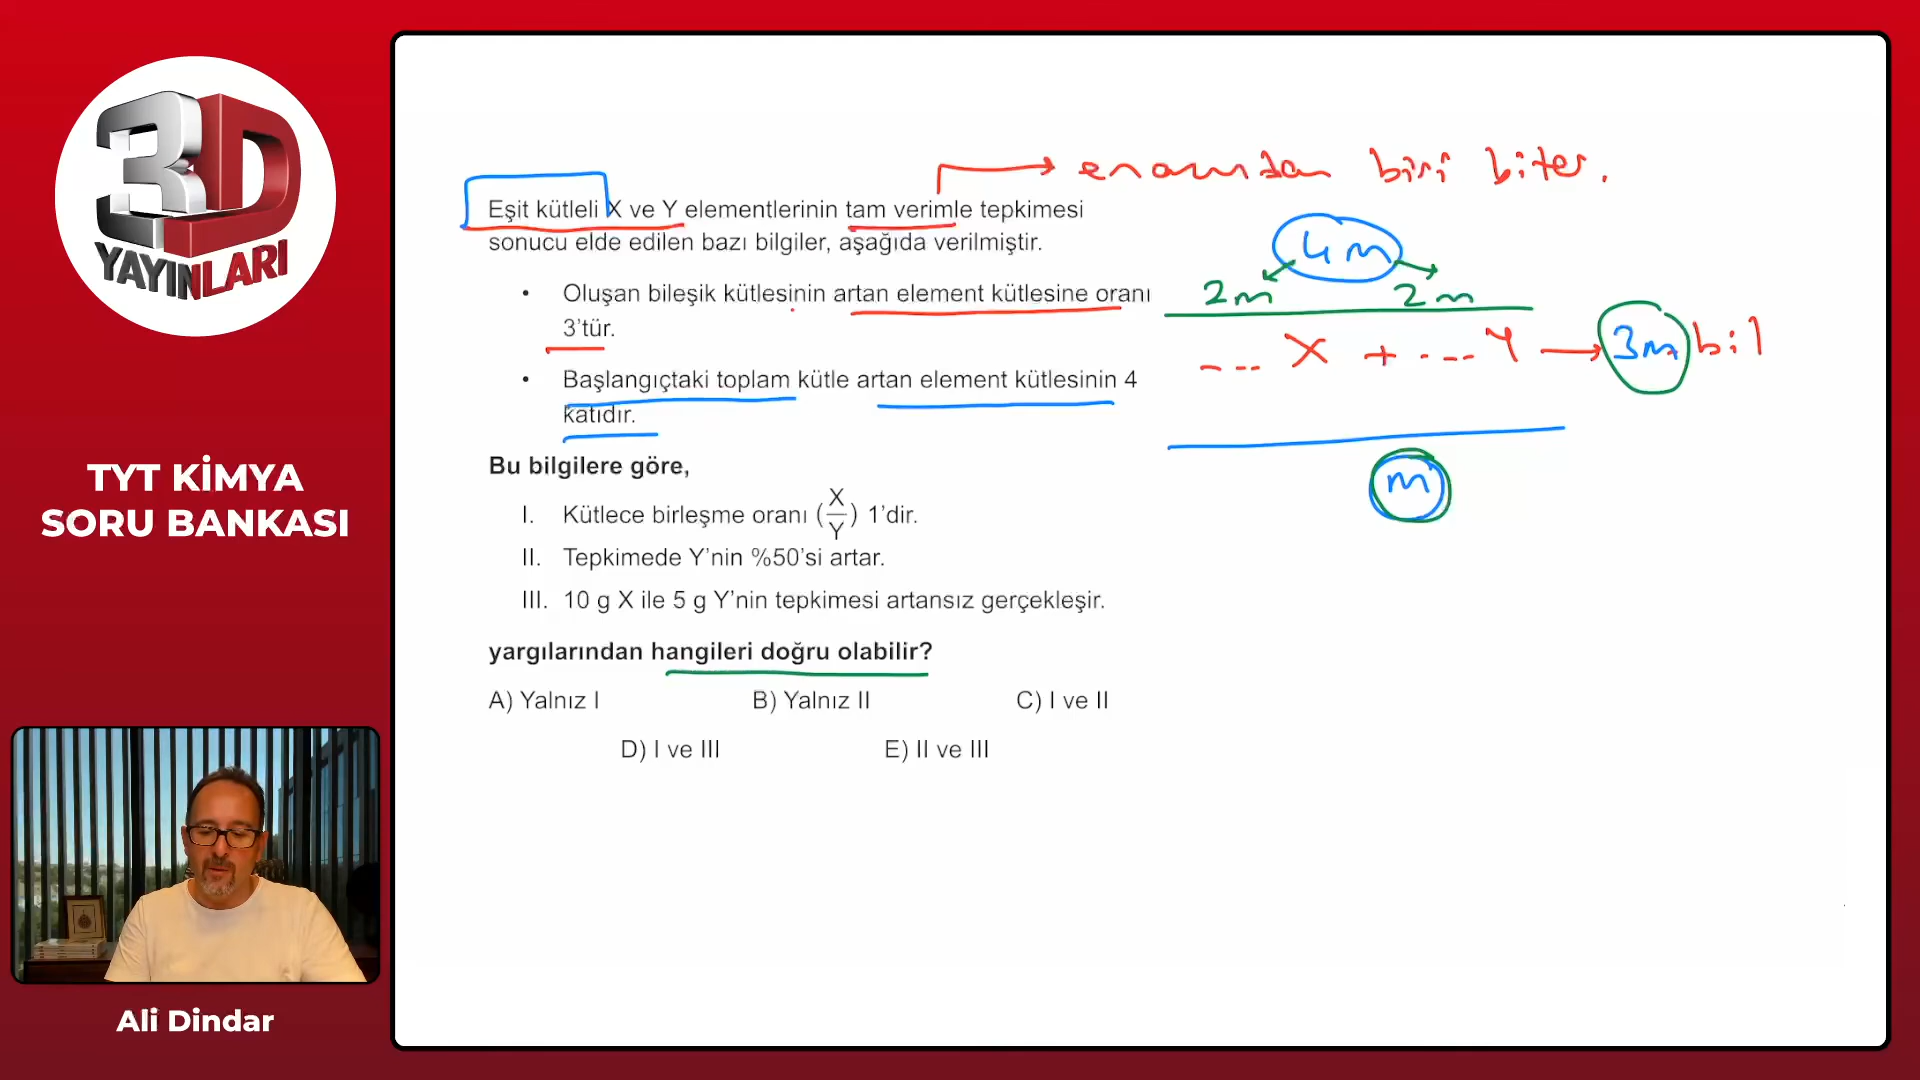 3D
YAYINLARI
TYT KİMYA
SORU BANKASI
Ali Dindar
Eşit kütleli X ve Y elementlerinin tam verimle tepkimesi
sonucu elde edilen bazı bilgiler, aşağıda verilmiştir.
• Oluşan bileşik kütlesinin artan element kütlesine oranı
3'tür.
• Başlangıçtaki toplam kütle artan element kütlesinin 4
katıdır.
Bu bilgilere göre,
I. Kütlece birleşme oranı (X/Y) 1'dir.
II. Tepkimede Y'nin %50'si artar.
III. 10 g X ile 5 g Y'nin tepkimesi artansız gerçekleşir.
yargılarından hangileri doğru olabilir?
A) Yalnız I B) Yalnız II C) I ve II
D) I ve III E) II ve III
→ en azından biri biter.
4m
2m 2m
... X + ... Y → 3m bil
m